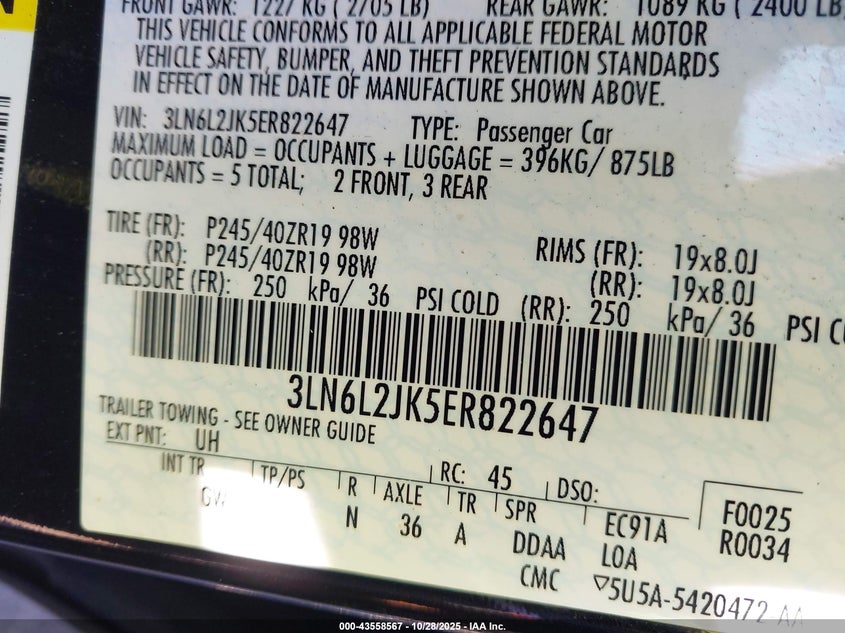 FRONT GAWR: 1227 KG ( 2705 LB) REAR GAWR: 1089 KG ( 2400 LB)
THIS VEHICLE CONFORMS TO ALL APPLICABLE FEDERAL MOTOR
VEHICLE SAFETY, BUMPER, AND THEFT PREVENTION STANDARDS
IN EFFECT ON THE DATE OF MANUFACTURE SHOWN ABOVE.
VIN: 3LN6L2JK5ER822647 TYPE: Passenger Car
MAXIMUM LOAD = OCCUPANTS + LUGGAGE = 396KG/ 875LB
OCCUPANTS = 5 TOTAL; 2 FRONT, 3 REAR
TIRE (FR): P245/40ZR19 98W RIMS (FR): 19x8.0J
(RR): P245/40ZR19 98W (RR): 19x8.0J
PRESSURE (FR): 250 kPa/ 36 PSI COLD (RR): 250 kPa/ 36 PSI
3LN6L2JK5ER822647
TRAILER TOWING - SEE OWNER GUIDE
EXT PNT: UH RC: 45 DSO: F0025
INT TR TP/PS R AXLE TR SPR EC91A R0034
GW N 36 A DDAA LOA
CMC 5U5A-5420472-AA
000-43558567 | 10/28/2025 | IAA Inc.